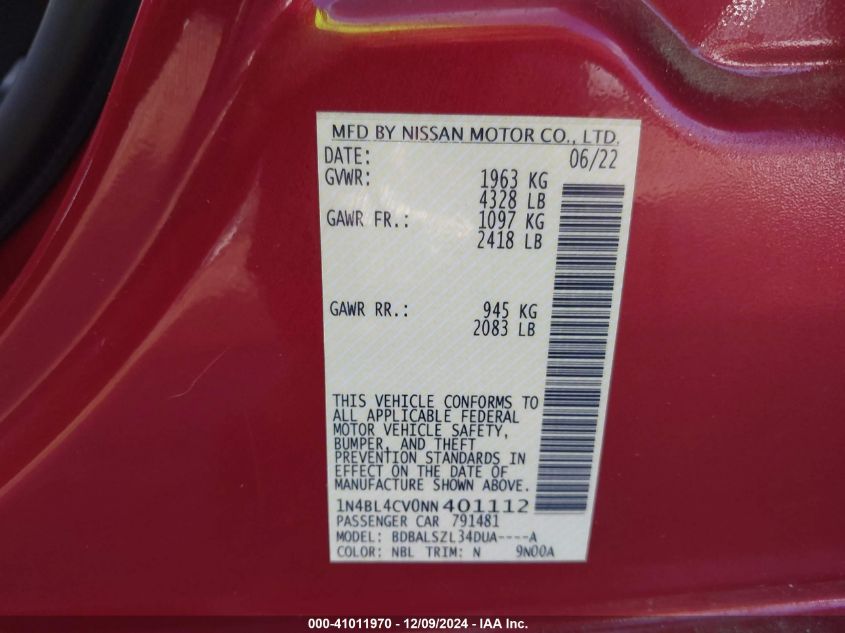 MFD BY NISSAN MOTOR CO., LTD.
DATE: 06/22
GVWR: 1963 KG
4328 LB
GAWR FR.: 1097 KG
2418 LB
GAWR RR.: 945 KG
2083 LB
THIS VEHICLE CONFORMS TO
ALL APPLICABLE FEDERAL
MOTOR VEHICLE SAFETY,
BUMPER, AND THEFT
PREVENTION STANDARDS IN
EFFECT ON THE DATE OF
MANUFACTURE SHOWN ABOVE.
1N4BL4CV0NN401112
PASSENGER CAR 791481
MODEL: BDBALSZL34DUA----A
COLOR: NBL TRIM: N 9N00A
000-41011970 - 12/09/2024 - IAA Inc.